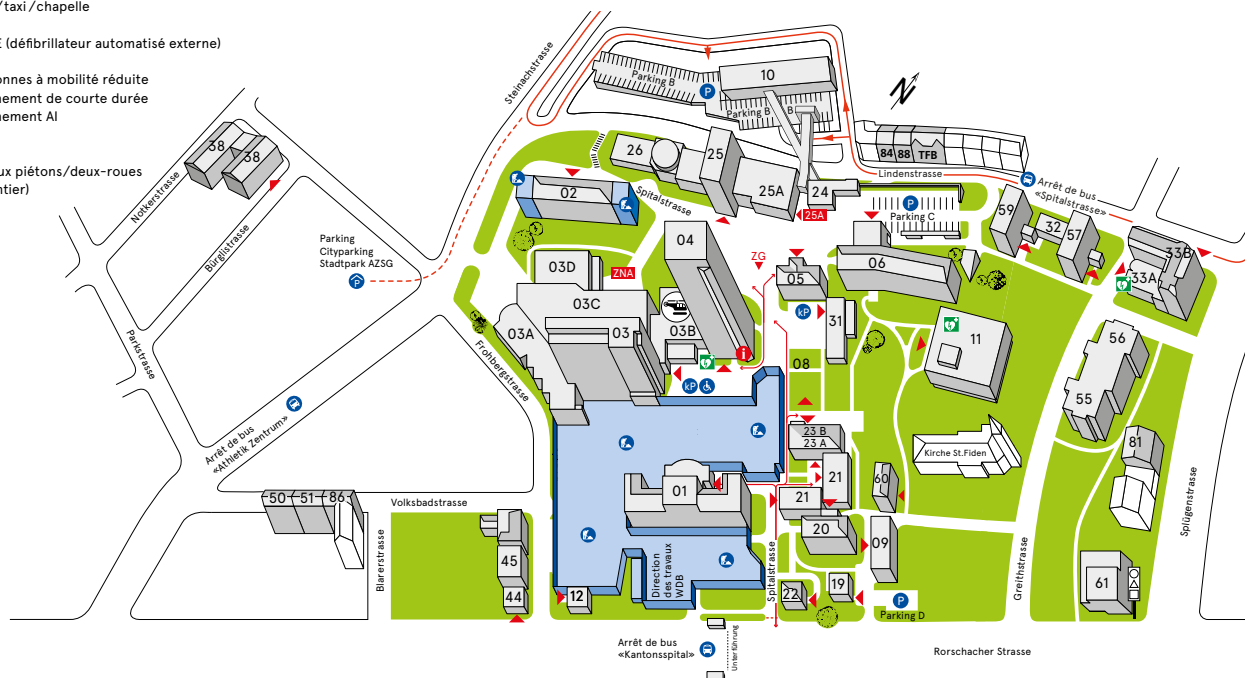 /taxi/chapelle
E (défibrillateur automatisé externe)
onnes à mobilité réduite
nement de courte durée
nement AI
ux piétons/deux-roues
ntier)
Steinachstrasse
Parking B
P
10
Parking B
B
N
84
88
TFB
Lindenstrasse
Arrêt de bus
«Spitalstrasse»
38
38
Notkerstrasse
Bürglistrasse
Parkstrasse
26
25
25A
24
25A
02
Spitalstrasse
P
Parking C
59
32
57
33B
33A
Parking
Cityparking
Stadtpark AZSG
P
03D
ZNA
04
ZG
05
06
03C
03A
03
03B
kP
31
11
56
55
Frohbergstrasse
i
08
kP
Arrêt de bus
«Athletik Zentrum»
23 B
23 A
Kirche St.Fiden
81
50
51
86
Volksbadstrasse
01
21
21
60
20
09
Splügenstrasse
Greithstrasse
Blarerstrasse
45
44
12
Direction
des travaux
WDB
Spitalstrasse
22
19
P
Parking D
61
Arrêt de bus
«Kantonsspital»
Unterführung
Rorschacher Strasse